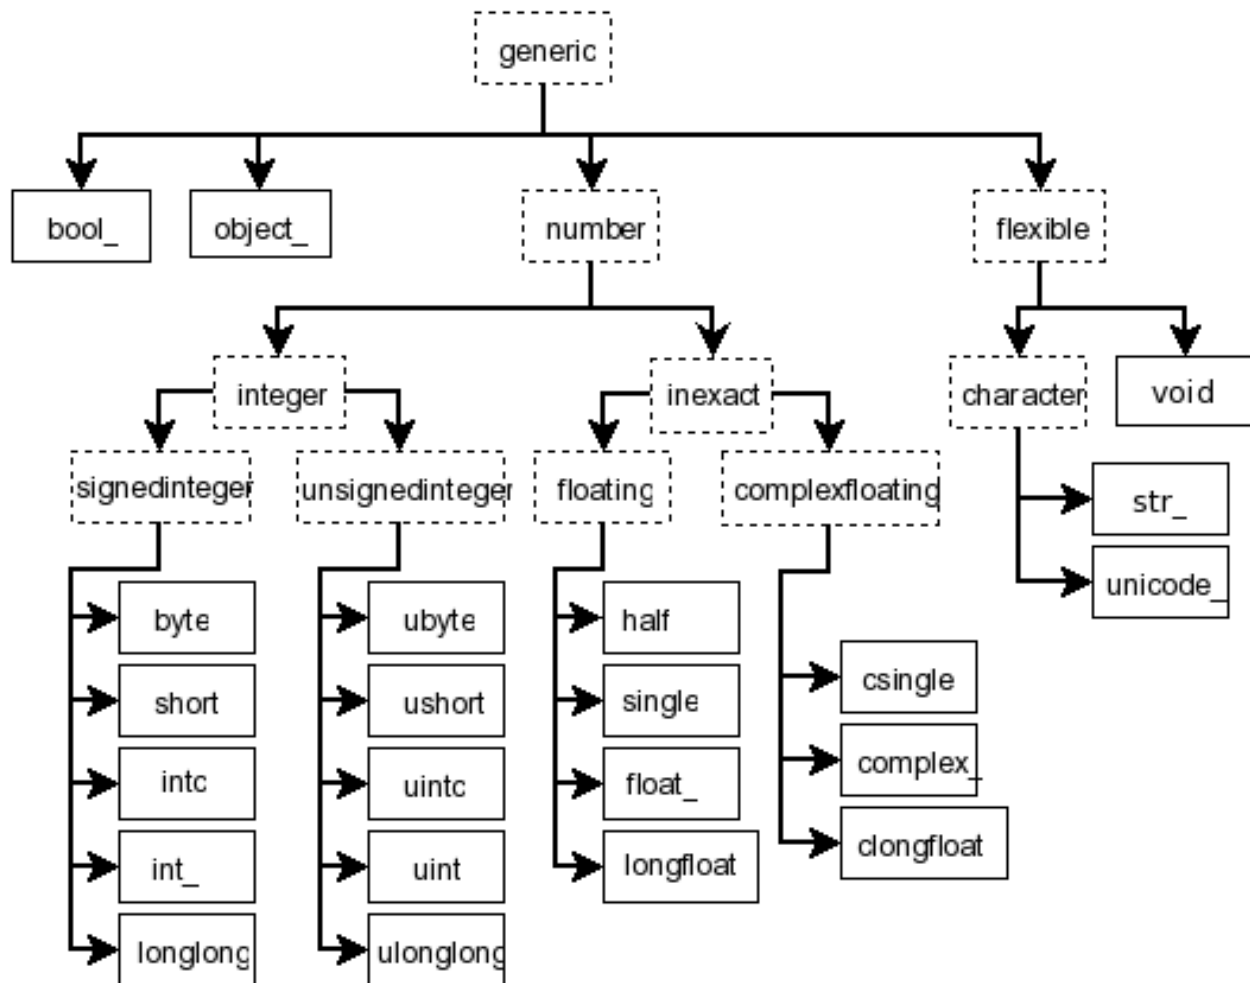 generic
bool_
object_
number
flexible
integer
inexact
character
void
signedinteger
unsignedinteger
floating
complexfloating
str_
unicode_
byte
ubyte
half
short
ushort
single
csingle
intc
uintc
float_
complex_
int_
uint
longfloat
clongfloat
longlong
ulonglong